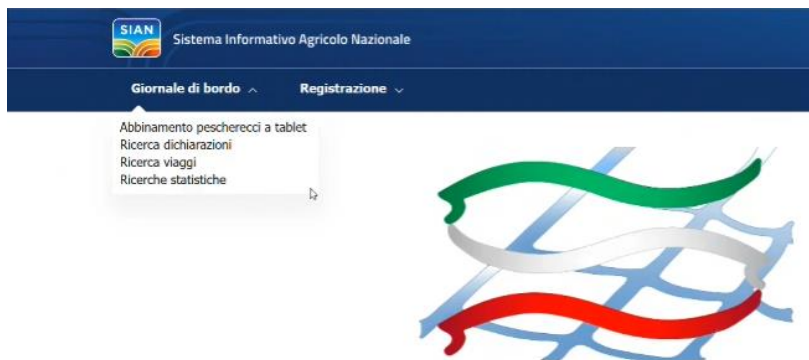 SIAN
Sistema Informativo Agricolo Nazionale
Giornale di bordo Registrazione
Abbinamento pescherecci a tablet
Ricerca dichiarazioni
Ricerca viaggi
Ricerche statistiche